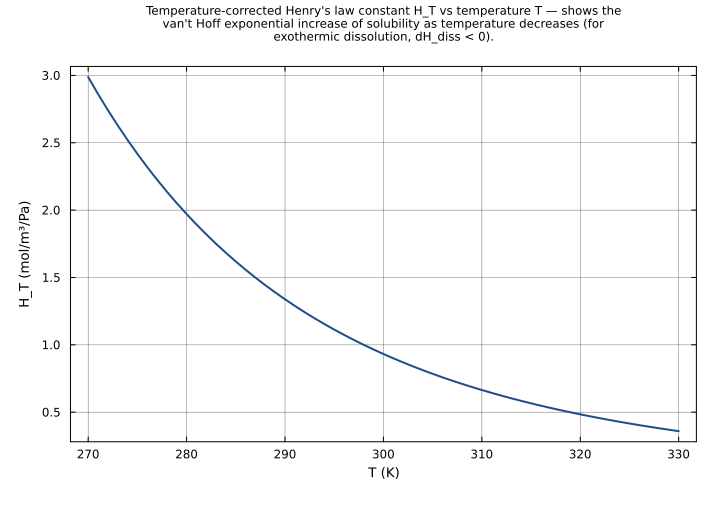 Temperature-corrected Henry's law constant H_T vs temperature T — shows the
van't Hoff exponential increase of solubility as temperature decreases (for
exothermic dissolution, dH_diss < 0).
3.0
2.5
2.0
1.5
1.0
0.5
H_T (mol/m³/Pa)
270 280 290 300 310 320 330
T (K)